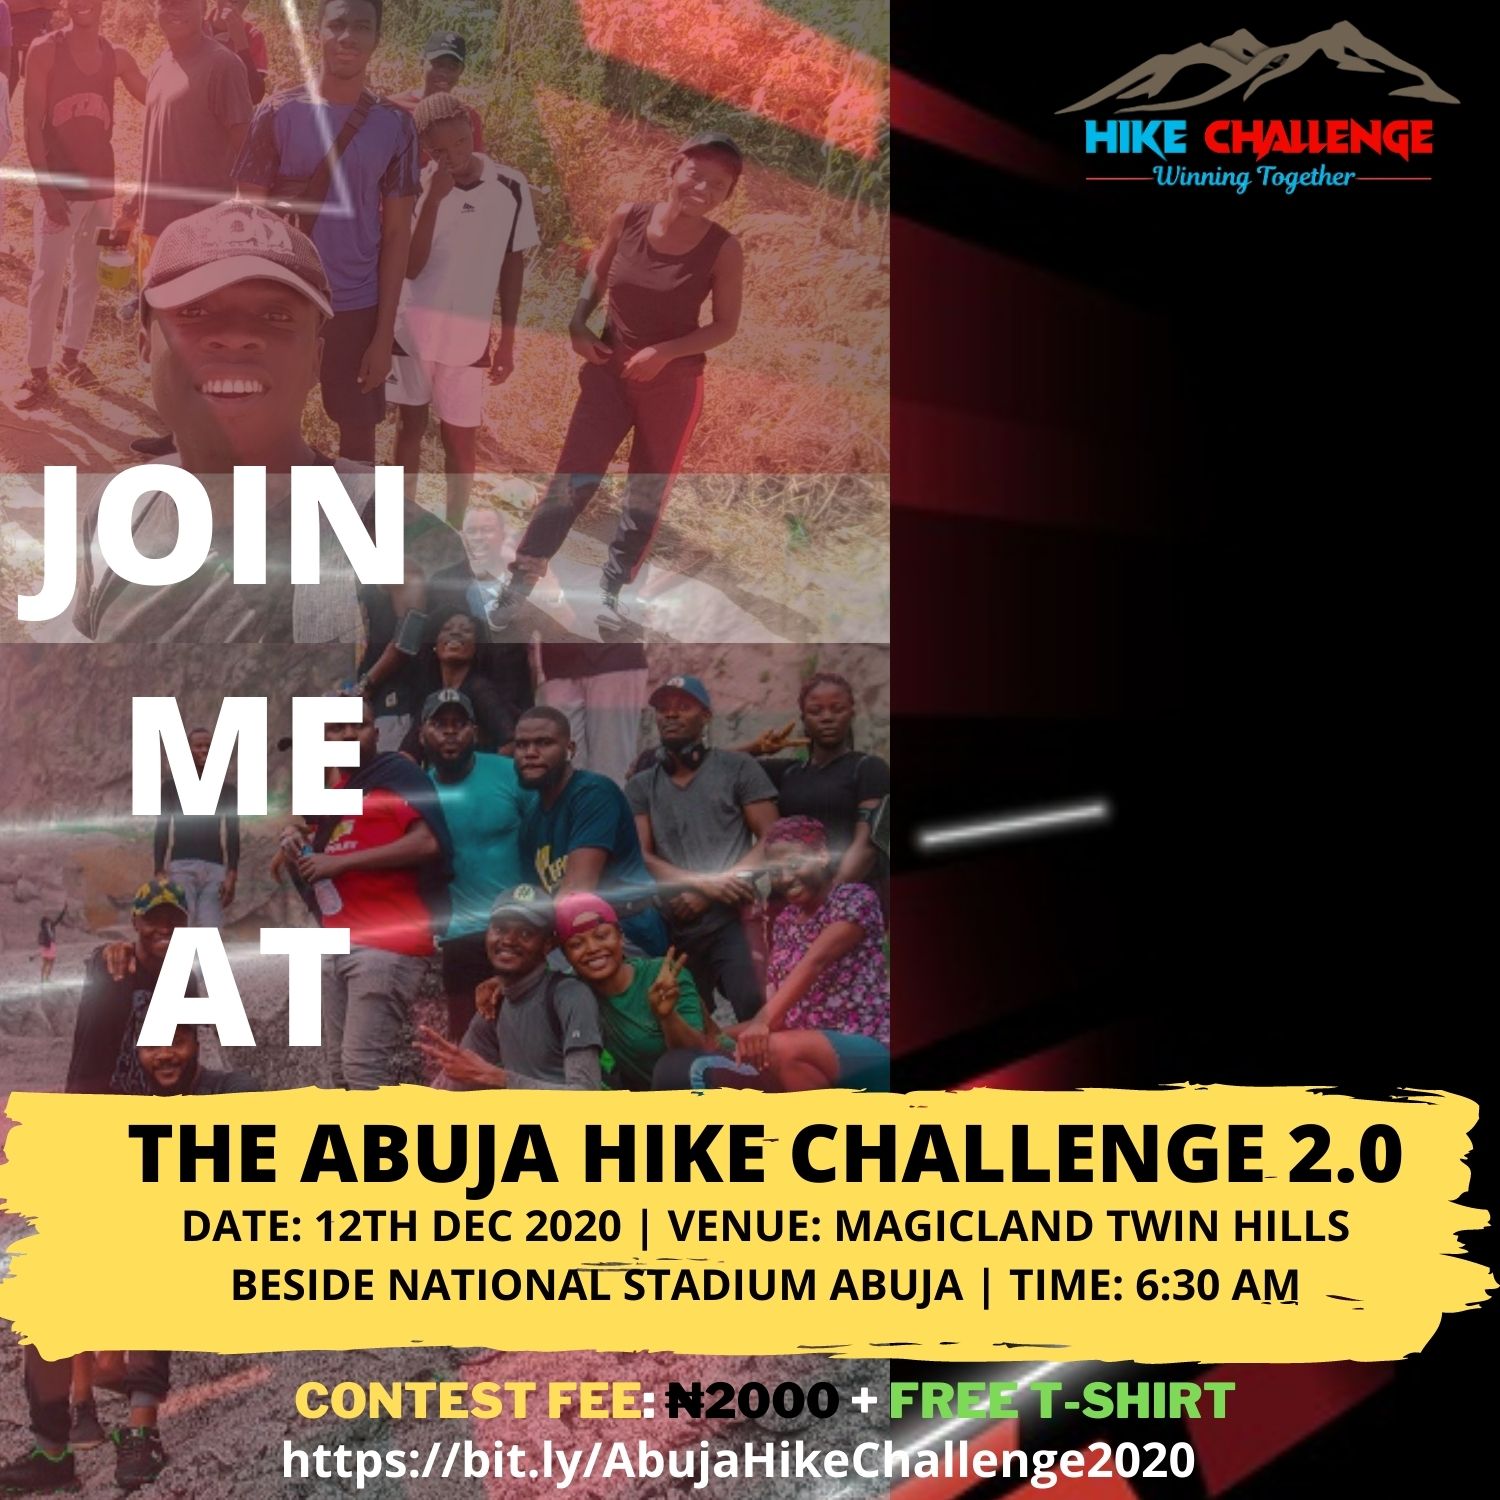 HIKE CHALLENGE
Winning Together
JOIN
ME
AT
THE ABUJA HIKE CHALLENGE 2.0
DATE: 12TH DEC 2020 | VENUE: MAGICLAND TWIN HILLS
BESIDE NATIONAL STADIUM ABUJA | TIME: 6:30 AM
CONTEST FEE: ₦2000 + FREE T-SHIRT
https://bit.ly/AbujaHikeChallenge2020